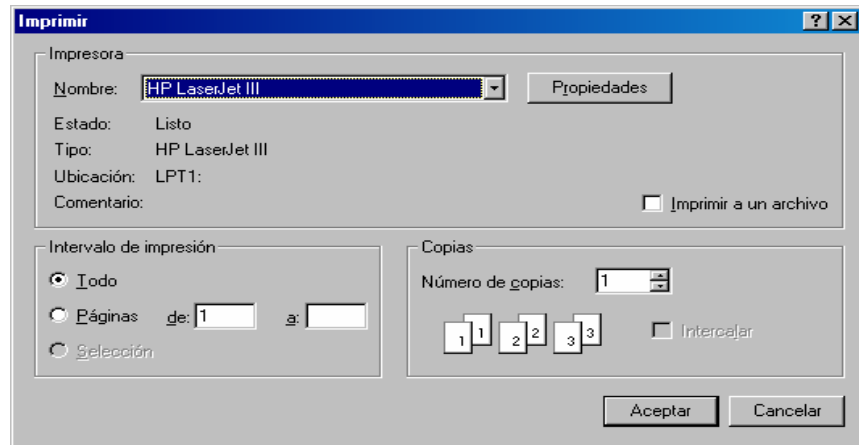 Imprimir
Impresora
Nombre: HP LaserJet III Propiedades
Estado: Listo
Tipo: HP LaserJet III
Ubicación: LPT1:
Comentario: Imprimir a un archivo
Intervalo de impresión
Todo
Páginas de: 1 a:
Selección
Copias
Número de copias: 1
1 1 2 2 3 3 Intercalar
Aceptar Cancelar